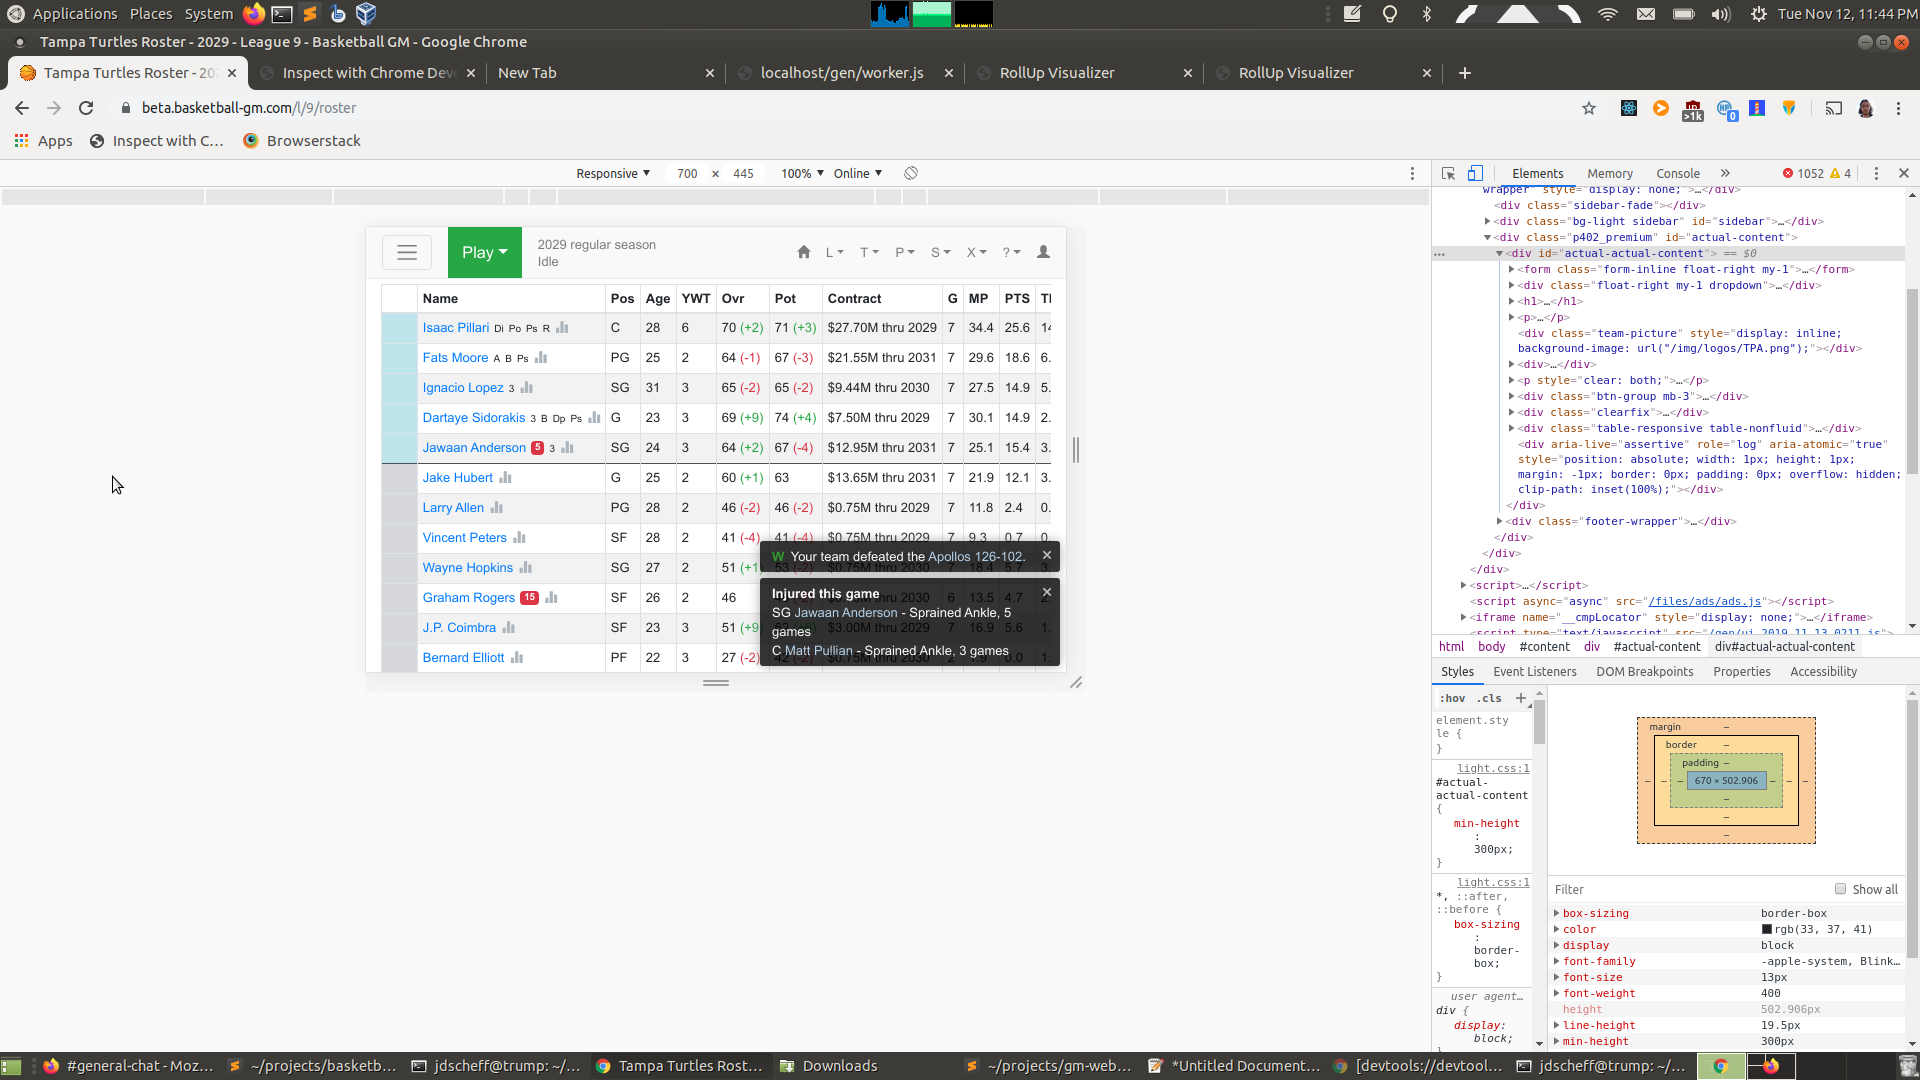 Applications Places System Tue Nov 12, 11:44 PM
Tampa Turtles Roster - 2029 - League 9 - Basketball GM - Google Chrome
Tampa Turtles Roster - 202 Inspect with Chrome Dev New Tab localhost/gen/worker.js RollUp Visualizer RollUp Visualizer
beta.basketball-gm.com/l/9/roster >1k 0
Apps Inspect with C... Browserstack
Responsive 700 × 445 100% Online
Play 2029 regular season L T P S X ?
Idle
Name Pos Age YWT Ovr Pot Contract G MP PTS
Isaac Pillari Di Po Ps R C 28 6 70 (+2) 71 (+3) $27.70M thru 2029 7 34.4 25.6 14
Fats Moore A B Ps PG 25 2 64 (-1) 67 (-3) $21.55M thru 2031 7 29.6 18.6 6.
Ignacio Lopez 3 SG 31 3 65 (-2) 65 (-2) $9.44M thru 2030 7 27.5 14.9 5.
Dartaye Sidorakis 3 B Dp Ps G 23 3 69 (+9) 74 (+4) $7.50M thru 2029 7 30.1 14.9 2.
Jawaan Anderson 5 3 SG 24 3 64 (+2) 67 (-4) $12.95M thru 2031 7 25.1 15.4 3.
Jake Hubert G 25 2 60 (+1) 63 $13.65M thru 2031 7 21.9 12.1 3.
Larry Allen PG 28 2 46 (-2) 46 (-2) $0.75M thru 2029 7 11.8 2.4 0.
Vincent Peters SF 28 2 41 (-4) 41 (-4) $0.75M thru 2029 7 9.3 0.7 0.
Wayne Hopkins SG 27 2 51 (+1)
Graham Rogers 15 SF 26 2 46
J.P. Coimbra SF 23 3 51 (+9)
Bernard Elliott PF 22 3 27 (-2)
W Your team defeated the Apollos 126-102. ×
Injured this game ×
SG Jawaan Anderson - Sprained Ankle, 5
games
C Matt Pullian - Sprained Ankle, 3 games
Elements Memory Console » 1052 4
wrapper" style="display: none;">…</div>
<div class="sidebar-fade"></div>
<div class="bg-light sidebar" id="sidebar">…</div>
<div class="p402_premium" id="actual-content">
<div id="actual-actual-content"> == $0
<form class="form-inline float-right my-1">…</form>
<div class="float-right my-1 dropdown">…</div>
<h1>…</h1>
<p>…</p>
<div class="team-picture" style="display: inline;
background-image: url("/img/logos/TPA.png");"></div>
<div>…</div>
<p style="clear: both;">…</p>
<div class="btn-group mb-3">…</div>
<div class="clearfix">…</div>
<div class="table-responsive table-nonfluid">…</div>
<div aria-live="assertive" role="log" aria-atomic="true"
style="position: absolute; width: 1px; height: 1px;
margin: -1px; border: 0px; padding: 0px; overflow: hidden;
clip-path: inset(100%);"></div>
</div>
<div class="footer-wrapper">…</div>
</div>
</div>
</div>
<script>…</script>
<script async="async" src="/files/ads/ads.js"></script>
<iframe name="__cmpLocator" style="display: none;">…</iframe>
<script type="text/javascript" src="/gen/ui-2019.11.13.0211.js">
html body #content div #actual-content div#actual-actual-content
Styles Event Listeners DOM Breakpoints Properties Accessibility
:hov .cls +
element.sty
le {
}
light.css:1
#actual-
actual-content
{
min-height
:
300px;
}
light.css:1
*, ::after,
::before {
box-sizing
:
border-
box;
}
user agent…
div {
display:
block;
margin –
border –
padding –
– – – 670 × 502.906 – – –
–
–
–
Filter Show all
box-sizing border-box
color rgb(33, 37, 41)
display block
font-family -apple-system, Blink…
font-size 13px
font-weight 400
height 502.906px
line-height 19.5px
min-height 300px
#general-chat - Moz... ~/projects/basketb... jdscheff@trump: ~/... Tampa Turtles Rost... Downloads ~/projects/gm-web... *Untitled Document... [devtools://devtool... jdscheff@trump: ~/...